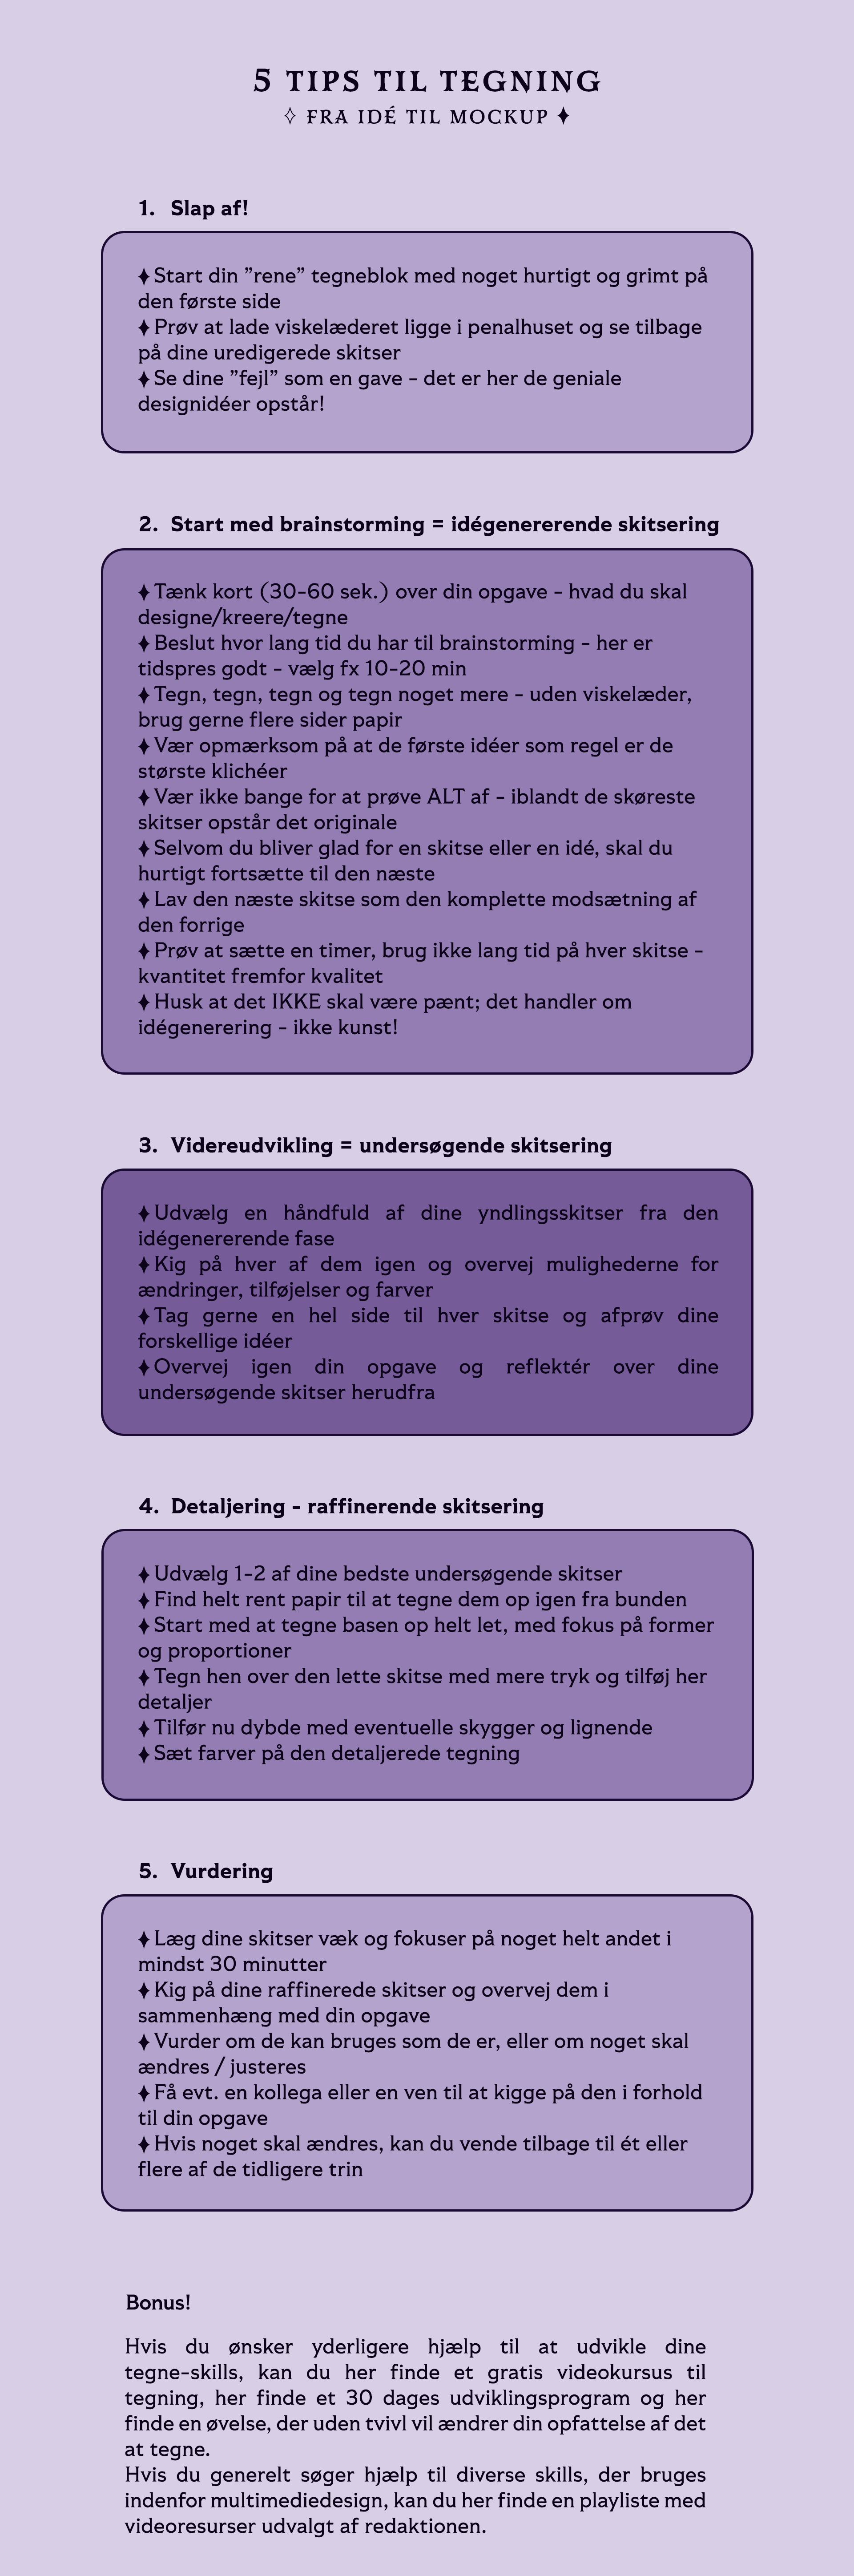 5 TIPS TIL TEGNING
✧ FRA IDÉ TIL MOCKUP ✦
1. Slap af!
✦Start din ”rene” tegneblok med noget hurtigt og grimt på
den første side
✦Prøv at lade viskelæderet ligge i penalhuset og se tilbage
på dine uredigerede skitser
✦Se dine ”fejl” som en gave - det er her de geniale
designidéer opstår!
2. Start med brainstorming = idégenererende skitsering
✦Tænk kort (30-60 sek.) over din opgave - hvad du skal
designe/kreere/tegne
✦Beslut hvor lang tid du har til brainstorming - her er
tidspres godt - vælg fx 10-20 min
✦Tegn, tegn, tegn og tegn noget mere - uden viskelæder,
brug gerne flere sider papir
✦Vær opmærksom på at de første idéer som regel er de
største klichéer
✦Vær ikke bange for at prøve ALT af - iblandt de skøreste
skitser opstår det originale
✦Selvom du bliver glad for en skitse eller en idé, skal du
hurtigt fortsætte til den næste
✦Lav den næste skitse som den komplette modsætning af
den forrige
✦Prøv at sætte en timer, brug ikke lang tid på hver skitse -
kvantitet fremfor kvalitet
✦Husk at det IKKE skal være pænt; det handler om
idégenerering - ikke kunst!
3. Videreudvikling = undersøgende skitsering
✦Udvælg en håndfuld af dine yndlingsskitser fra den
idégenererende fase
✦Kig på hver af dem igen og overvej mulighederne for
ændringer, tilføjelser og farver
✦Tag gerne en hel side til hver skitse og afprøv dine
forskellige idéer
✦Overvej igen din opgave og reflektér over dine
undersøgende skitser herudfra
4. Detaljering - raffinerende skitsering
✦Udvælg 1-2 af dine bedste undersøgende skitser
✦Find helt rent papir til at tegne dem op igen fra bunden
✦Start med at tegne basen op helt let, med fokus på former
og proportioner
✦Tegn hen over den lette skitse med mere tryk og tilføj her
detaljer
✦Tilfør nu dybde med eventuelle skygger og lignende
✦Sæt farver på den detaljerede tegning
5. Vurdering
✦Læg dine skitser væk og fokuser på noget helt andet i
mindst 30 minutter
✦Kig på dine raffinerede skitser og overvej dem i
sammenhæng med din opgave
✦Vurder om de kan bruges som de er, eller om noget skal
ændres / justeres
✦Få evt. en kollega eller en ven til at kigge på den i forhold
til din opgave
✦Hvis noget skal ændres, kan du vende tilbage til ét eller
flere af de tidligere trin
Bonus!
Hvis du ønsker yderligere hjælp til at udvikle dine
tegne-skills, kan du her finde et gratis videokursus til
tegning, her finde et 30 dages udviklingsprogram og her
finde en øvelse, der uden tvivl vil ændrer din opfattelse af det
at tegne.
Hvis du generelt søger hjælp til diverse skills, der bruges
indenfor multimediedesign, kan du her finde en playliste med
videoresurser udvalgt af redaktionen.